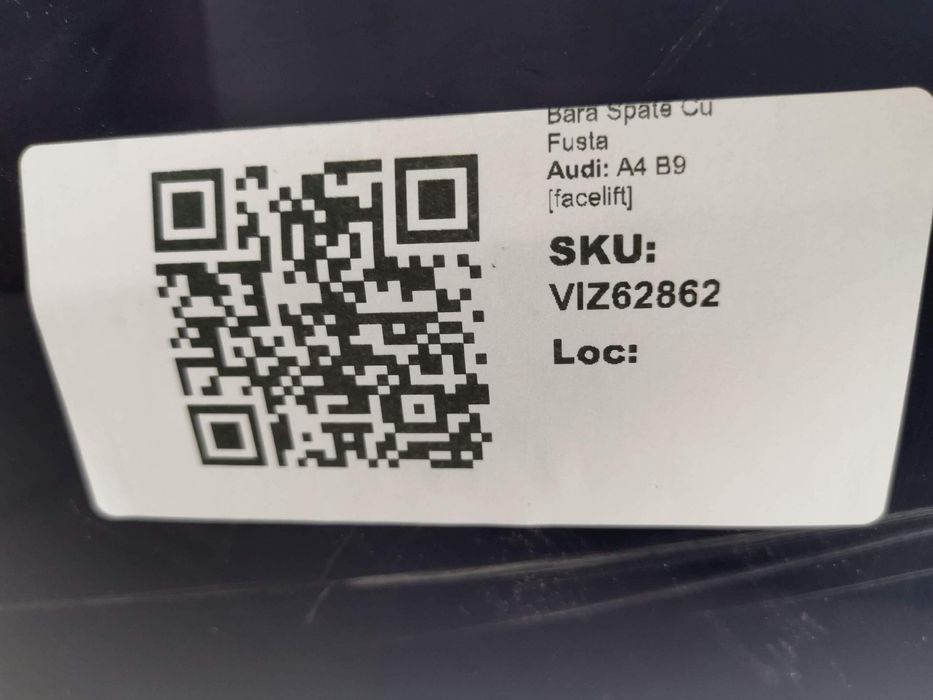 Bara Spate Cu
Fusta
Audi: A4 B9
[facelift]
SKU:
VIZ62862
Loc: